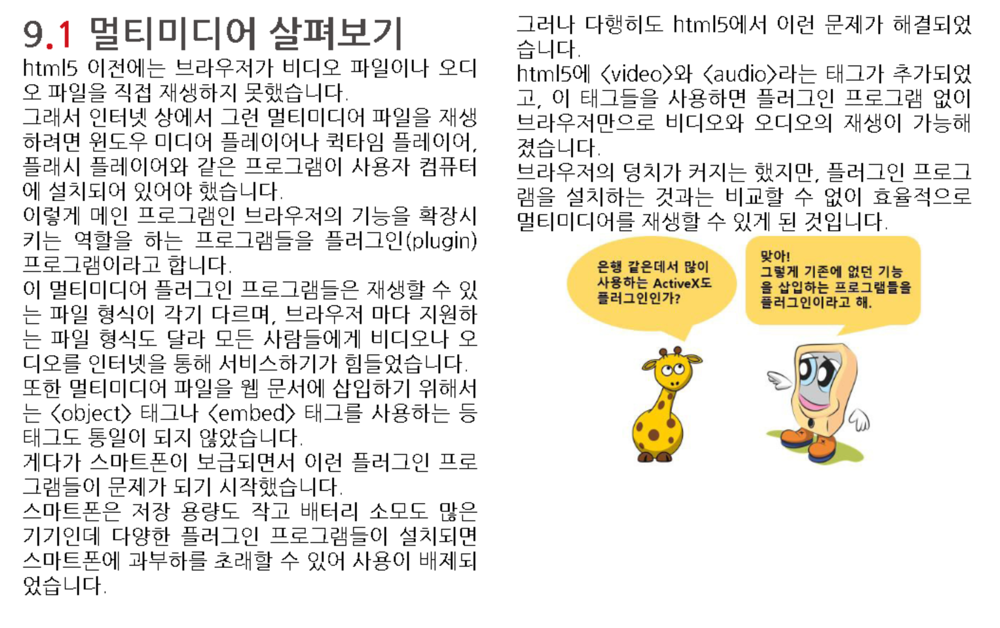 9.1 멀티미디어 살펴보기
html5 이전에는 브라우저가 비디오 파일이나 오디
오 파일을 직접 재생하지 못했습니다.
그래서 인터넷 상에서 그런 멀티미디어 파일을 재생
하려면 윈도우 미디어 플레이어나 퀵타임 플레이어,
플래시 플레이어와 같은 프로그램이 사용자 컴퓨터
에 설치되어 있어야 했습니다.
이렇게 메인 프로그램인 브라우저의 기능을 확장시
키는 역할을 하는 프로그램들을 플러그인(plugin)
프로그램이라고 합니다.
이 멀티미디어 플러그인 프로그램들은 재생할 수 있
는 파일 형식이 각기 다르며, 브라우저 마다 지원하
는 파일 형식도 달라 모든 사람들에게 비디오나 오
디오를 인터넷을 통해 서비스하기가 힘들었습니다.
또한 멀티미디어 파일을 웹 문서에 삽입하기 위해서
는 〈object〉 태그나 〈embed〉 태그를 사용하는 등
태그도 통일이 되지 않았습니다.
게다가 스마트폰이 보급되면서 이런 플러그인 프로
그램들이 문제가 되기 시작했습니다.
스마트폰은 저장 용량도 작고 배터리 소모도 많은
기기인데 다양한 플러그인 프로그램들이 설치되면
스마트폰에 과부하를 초래할 수 있어 사용이 배제되
었습니다.
그러나 다행히도 html5에서 이런 문제가 해결되었
습니다.
html5에 〈video〉와 〈audio〉라는 태그가 추가되었
고, 이 태그들을 사용하면 플러그인 프로그램 없이
브라우저만으로 비디오와 오디오의 재생이 가능해
졌습니다.
브라우저의 덩치가 커지는 했지만, 플러그인 프로그
램을 설치하는 것과는 비교할 수 없이 효율적으로
멀티미디어를 재생할 수 있게 된 것입니다.
은행 같은데서 많이
사용하는 ActiveX도
플러그인인가?
맞아!
그렇게 기존에 없던 기능
을 삽입하는 프로그램들을
플러그인이라고 해.